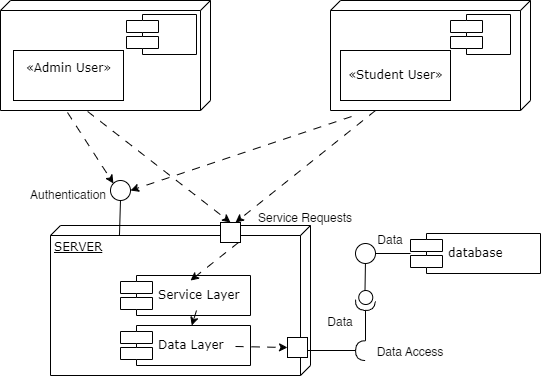 «Admin User»
«Student User»
Authentication
Service Requests
SERVER
Data
database
Service Layer
Data
Data Layer
Data Access